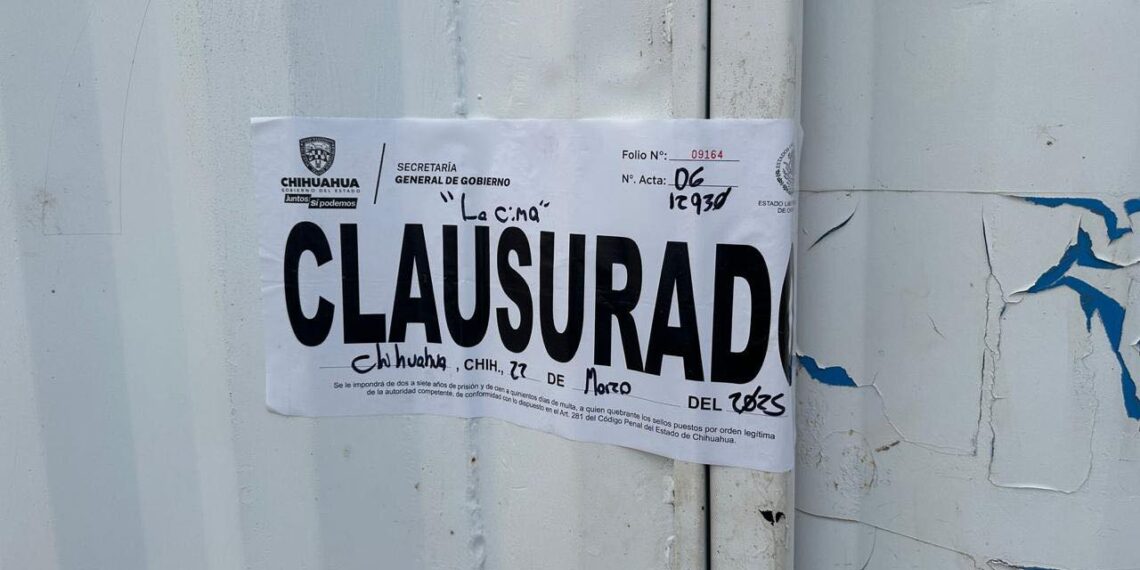 CHIHUAHUA
GOBIERNO DEL ESTADO
Juntos Sí podemos
SECRETARÍA
GENERAL DE GOBIERNO
Folio N°: 09164
N°. Acta: DG
12930
ESTADO
"La cima"
CLAUSURADO
Chihuahua, CHIH., 22 DE Marzo DEL 2025
Se le impondrá de dos a siete años de prisión y de cien a quinientos días de multa, a quien quebrante los sellos puestos por orden legítima
de la autoridad competente, de conformidad con lo dispuesto en el Art. 281 del Código Penal del Estado de Chihuahua.